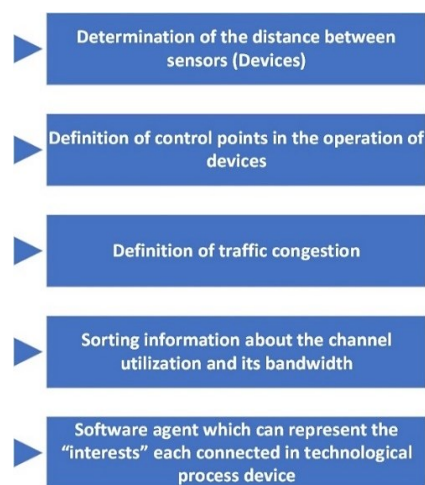 Determination of the distance between
sensors (Devices)
Definition of control points in the operation of
devices
Definition of traffic congestion
Sorting information about the channel
utilization and its bandwidth
Software agent which can represent the
“interests” each connected in technological
process device